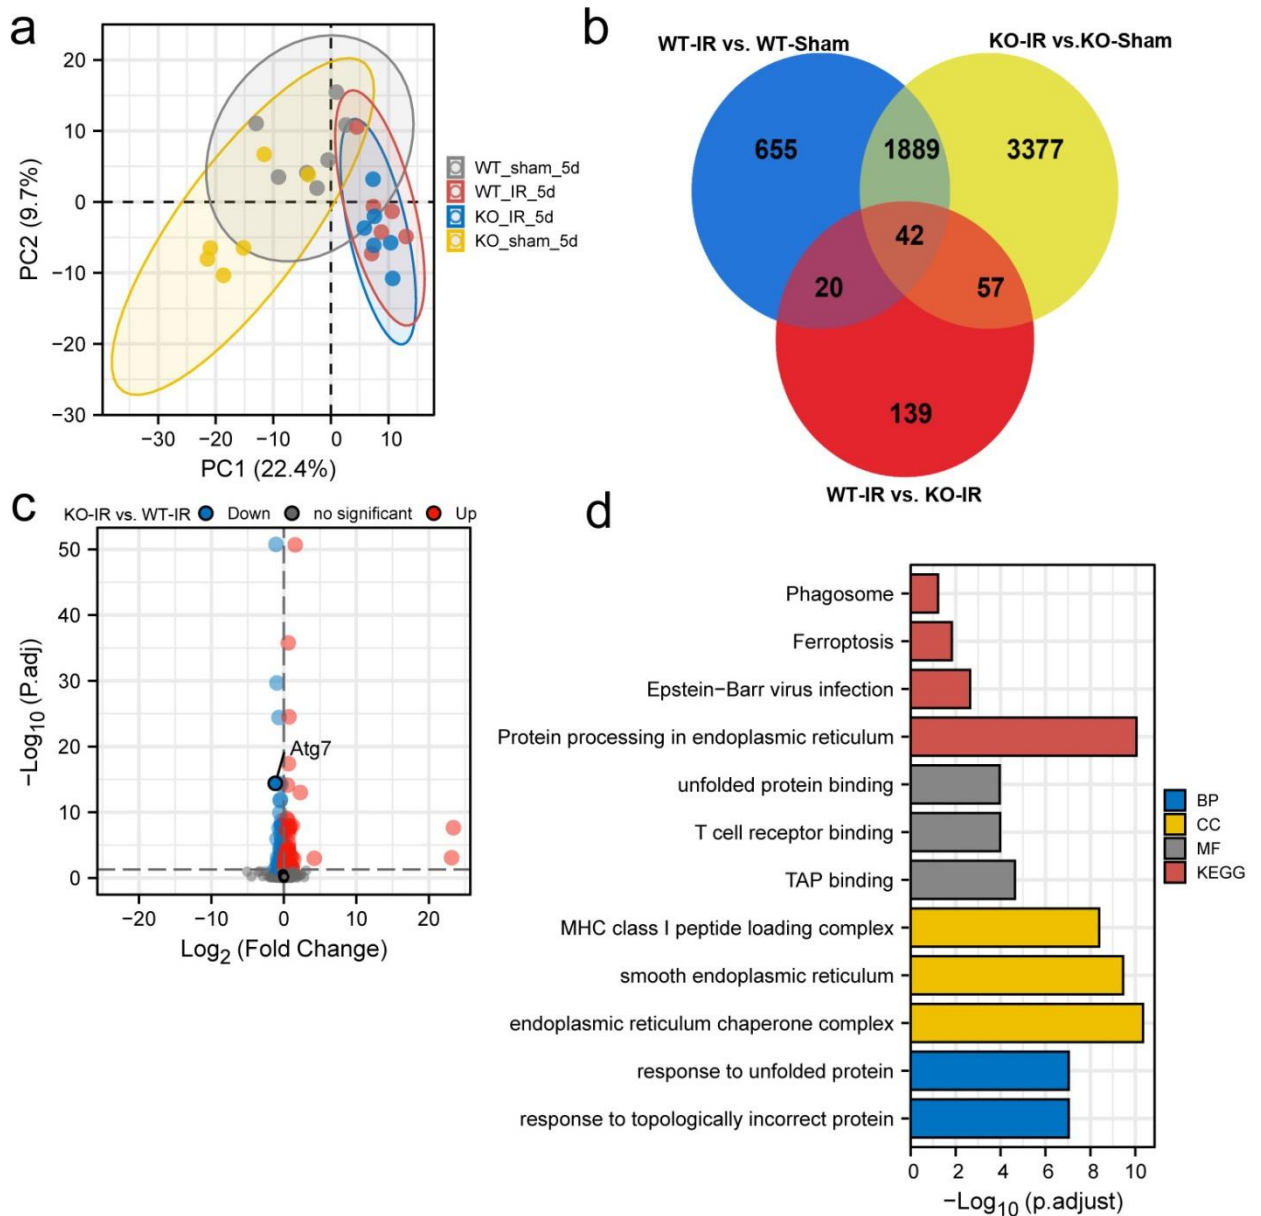 a
20
10
0
−10
−20
−30
PC2 (9.7%)
−30 −20 −10 0 10
PC1 (22.4%)
WT_sham_5d
WT_IR_5d
KO_IR_5d
KO_sham_5d
b
WT-IR vs. WT-Sham
KO-IR vs.KO-Sham
655 1889 3377
42
20 57
139
WT-IR vs. KO-IR
c
KO-IR vs. WT-IR Down no significant Up
50
40
30
20
10
0
−Log10 (P.adj)
Atg7
−20 −10 0 10 20
Log2 (Fold Change)
d
Phagosome
Ferroptosis
Epstein−Barr virus infection
Protein processing in endoplasmic reticulum
unfolded protein binding
T cell receptor binding
TAP binding
MHC class I peptide loading complex
smooth endoplasmic reticulum
endoplasmic reticulum chaperone complex
response to unfolded protein
response to topologically incorrect protein
0 2 4 6 8 10
−Log10 (p.adjust)
BP
CC
MF
KEGG